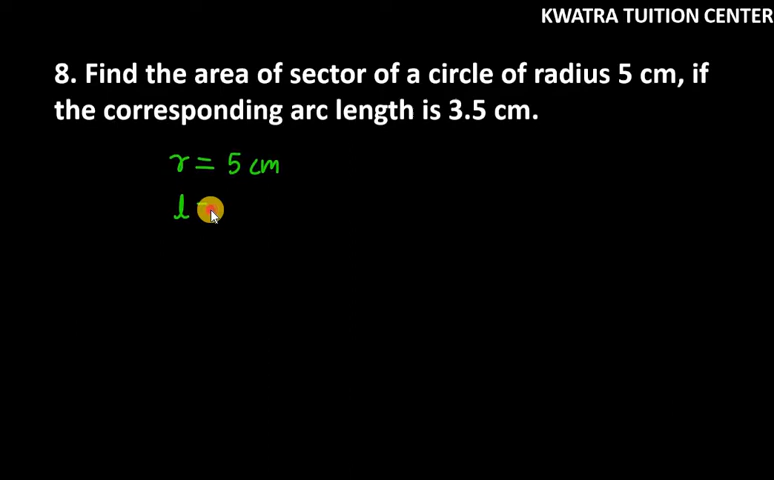 KWATRA TUITION CENTER
8. Find the area of sector of a circle of radius 5 cm, if
the corresponding arc length is 3.5 cm.
r = 5 cm
l =